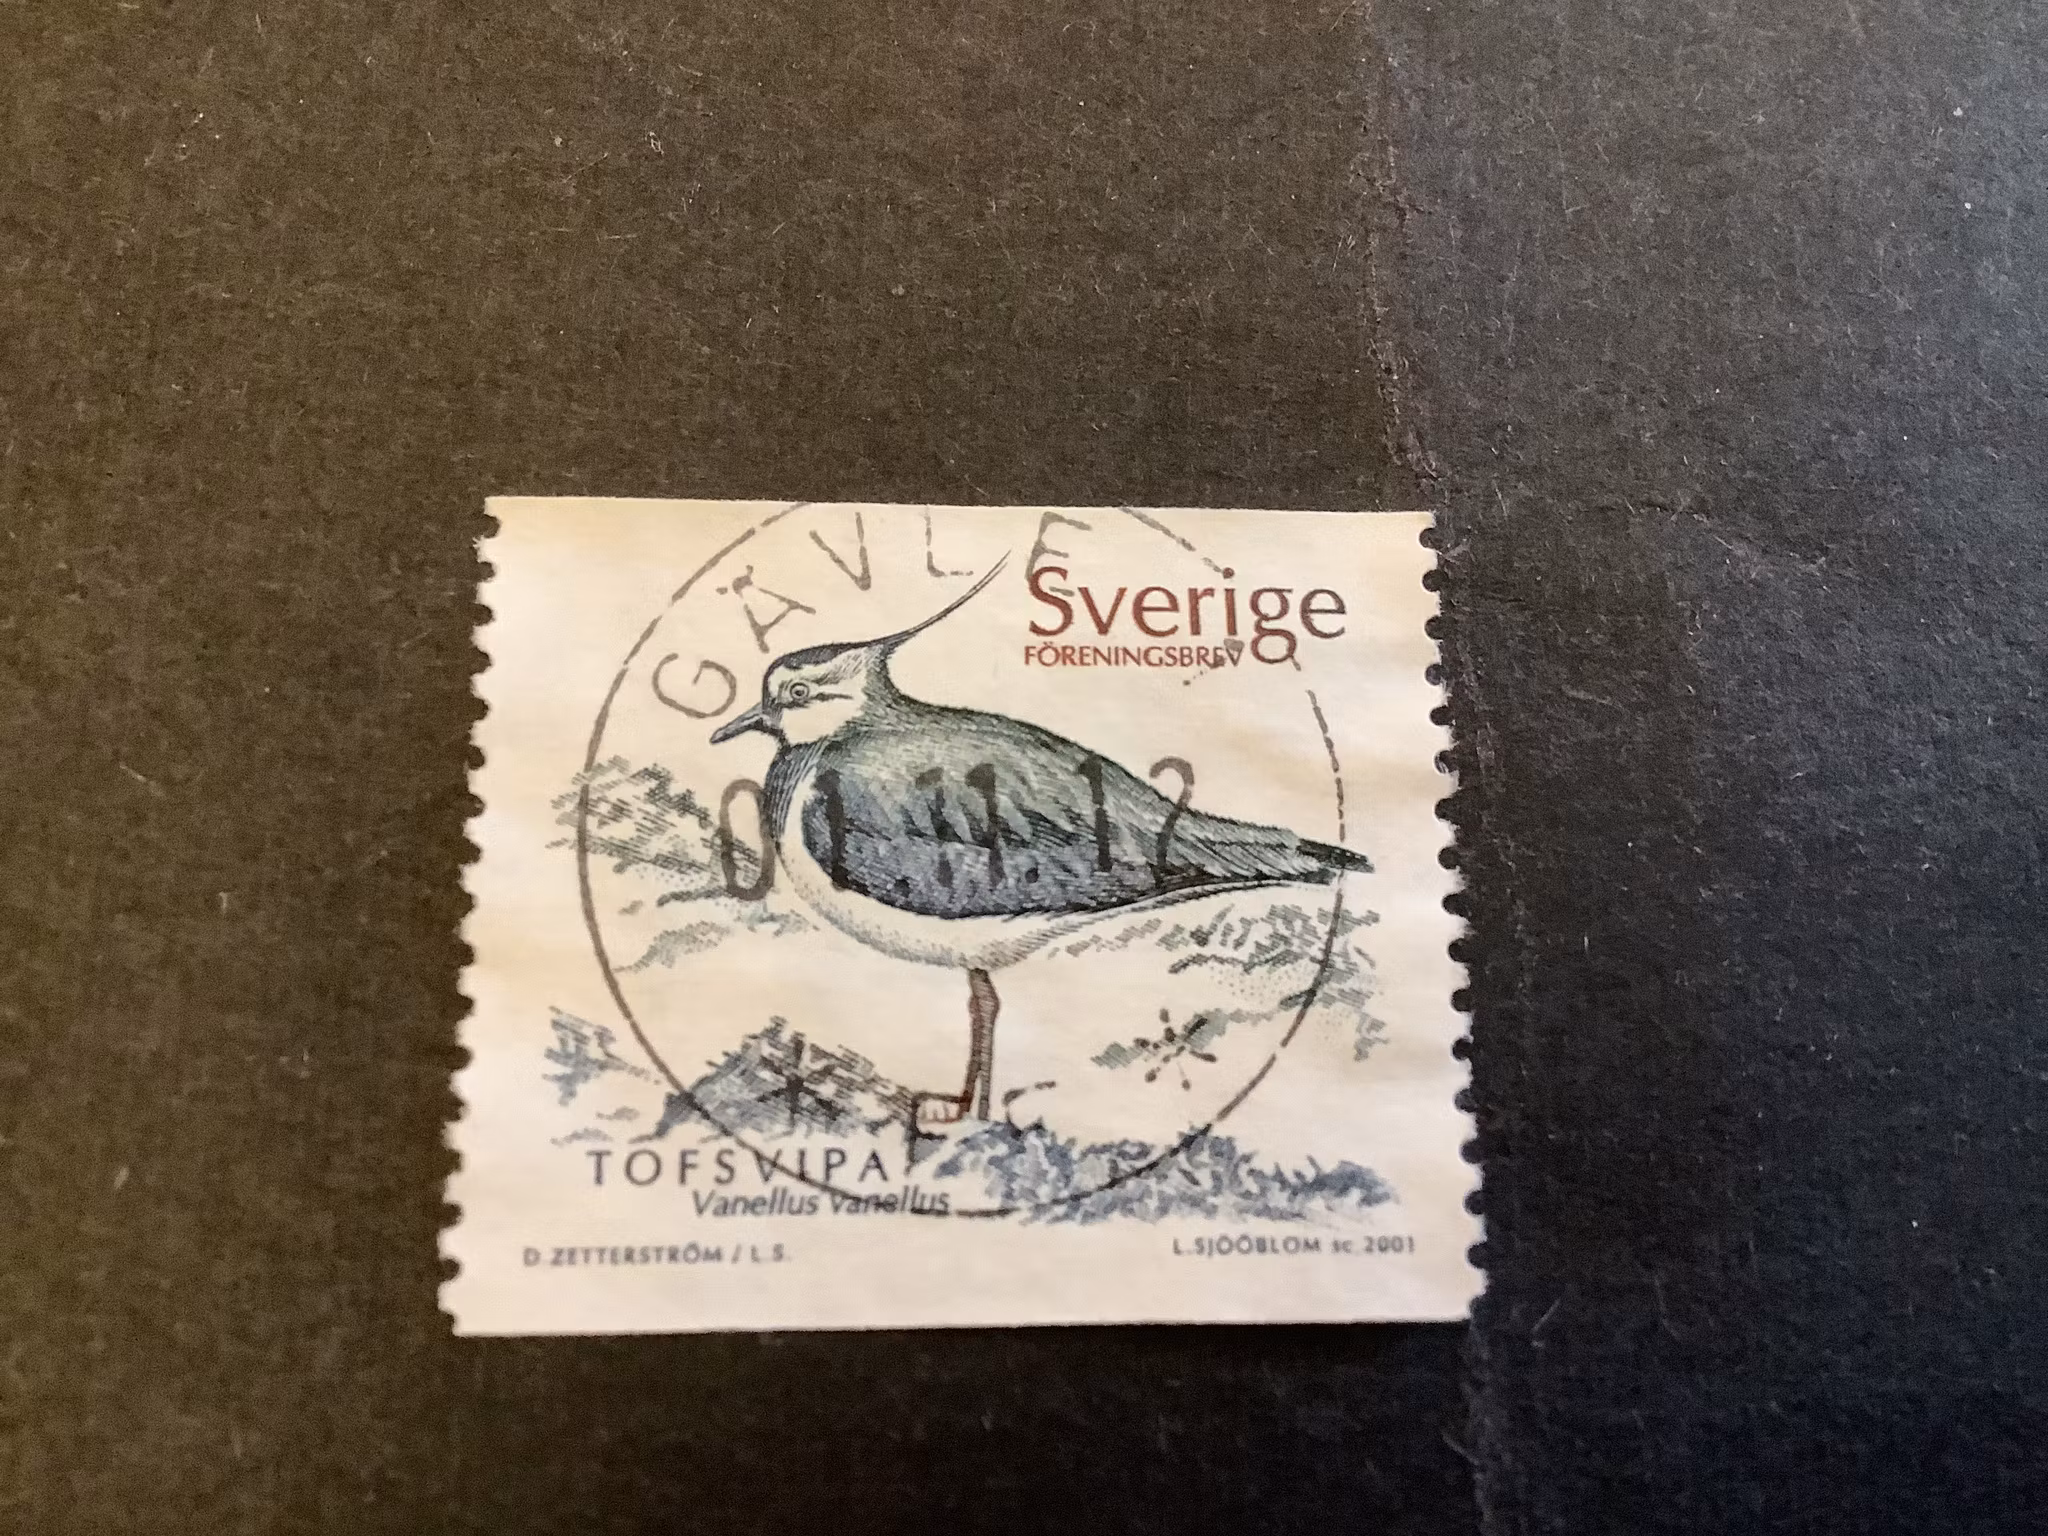 GÄVLE
Sverige
FÖRENINGSBREV
01.11.12
TOFSVIPA
Vanellus vanellus
D.ZETTERSTRÖM / L.S.
L.SJÖÖBLOM sc. 2001